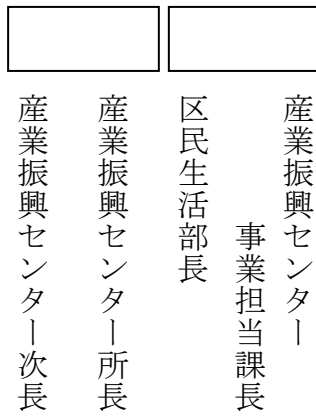 産業振興センター
事業担当課長
区民生活部長
産業振興センター所長
産業振興センター次長